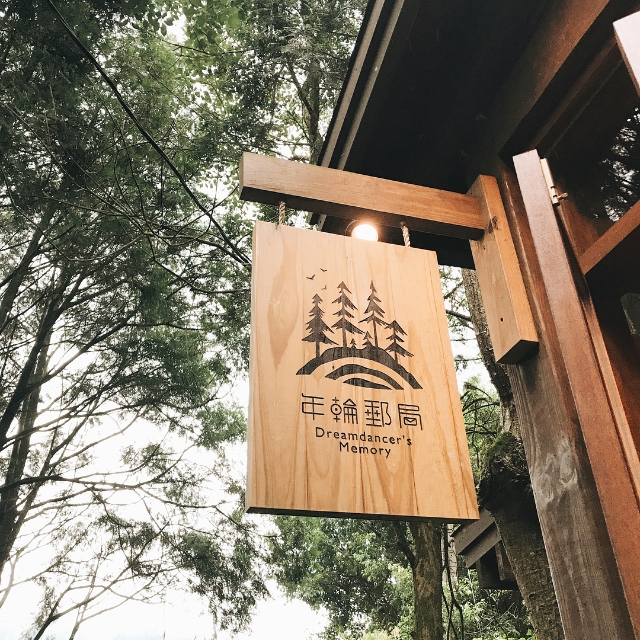 年輪郵局
Dreamdancer's
Memory